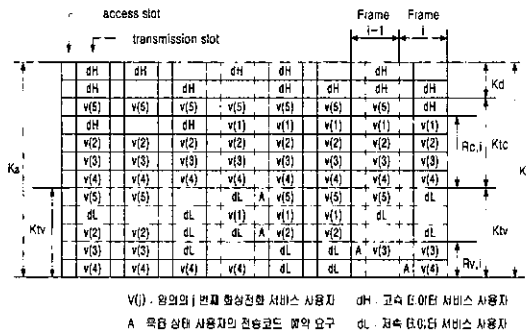 access slot
transmission slot
Frame Frame
i-1 i
dH dH dH dH dH
dH dH dH dH
Kd
v(5) v(5) v(5) v(5) v(5) v(5) v(5) dH
dH dH v(1) v(1) v(1) v(1) v(1)
v(2) v(2) v(2) v(2) v(2) v(2) v(2) v(2)
Ka Rc,i Ktc K
v(3) v(3) v(3) v(3) v(3) v(3) v(3) v(3)
v(4) v(4) v(4) v(4) v(4) v(4) v(4) v(4)
v(5) v(5) dL A v(5) v(5) v(5) dL
dL dL v(1) v(1) v(1) dL
Ktv Ktv
v(2) v(2) dL dL A v(2) v(2) dL
v(3) v(3) dL dL dL A v(3) v(3)
Rv,i
v(4) v(4) v(4) v(4) dL dL A v(4)
V(j) : 임의의 j 번째 화상전화 서비스 사용자 dH : 고속 데이터 서비스 사용자
A : 묵음 상태 사용자의 전송코드 예약 요구 dL : 저속 데이터 서비스 사용자